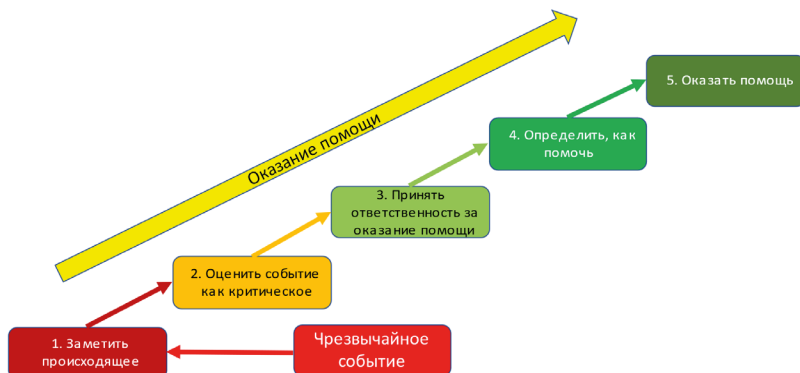 Оказание помощи
5. Оказать помощь
4. Определить, как
помочь
3. Принять
ответственность за
оказание помощи
2. Оценить событие
как критическое
1. Заметить
происходящее
Чрезвычайное
событие